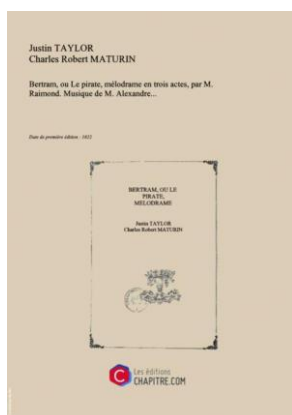 Justin TAYLOR
Charles Robert MATURIN
Bertram, ou Le pirate, mélodrame en trois actes, par M.
Raimond. Musique de M. Alexandre...
Date de première édition : 1822
BERTRAM, OU LE
PIRATE,
MELODRAME
Justin TAYLOR
Charles Robert MATURIN
Les éditions
CHAPITRE.COM